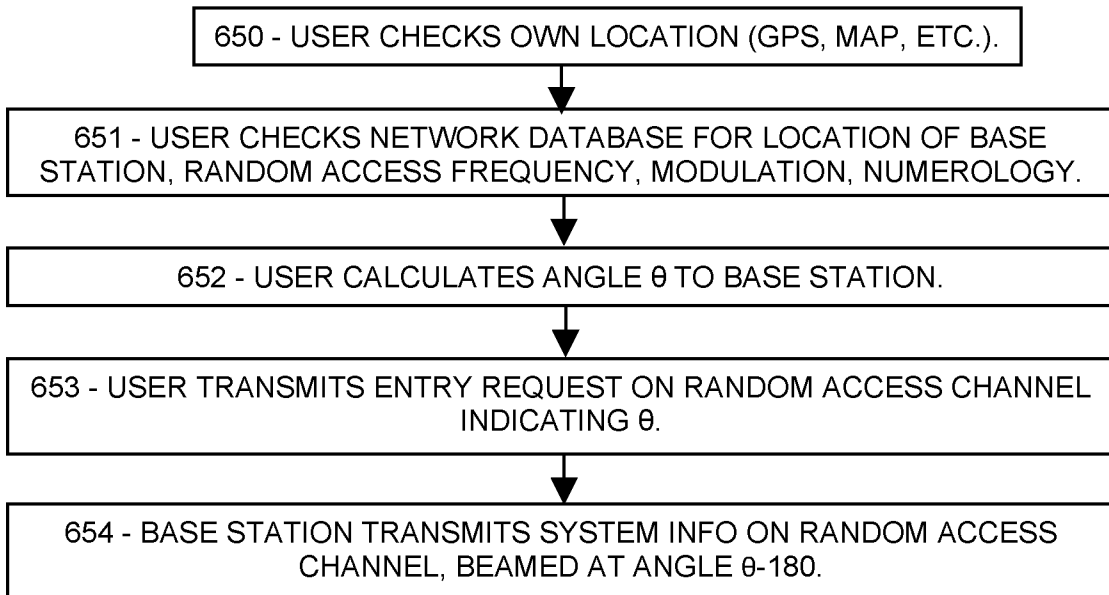 650 - USER CHECKS OWN LOCATION (GPS, MAP, ETC.).
651 - USER CHECKS NETWORK DATABASE FOR LOCATION OF BASE
STATION, RANDOM ACCESS FREQUENCY, MODULATION, NUMEROLOGY.
652 - USER CALCULATES ANGLE θ TO BASE STATION.
653 - USER TRANSMITS ENTRY REQUEST ON RANDOM ACCESS CHANNEL
INDICATING θ.
654 - BASE STATION TRANSMITS SYSTEM INFO ON RANDOM ACCESS
CHANNEL, BEAMED AT ANGLE θ-180.